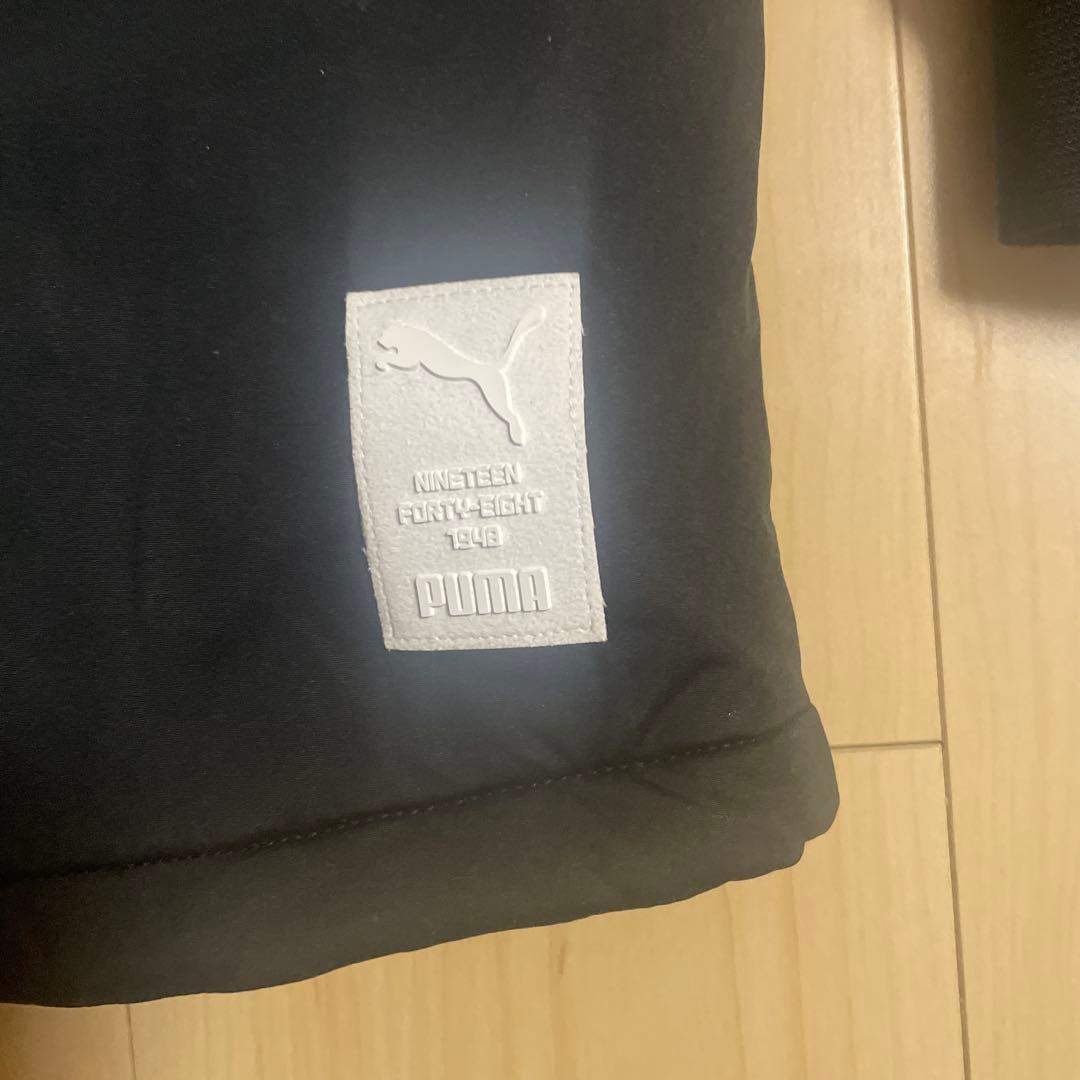 NINETEEN
FORTY-EIGHT
1948
PUMA